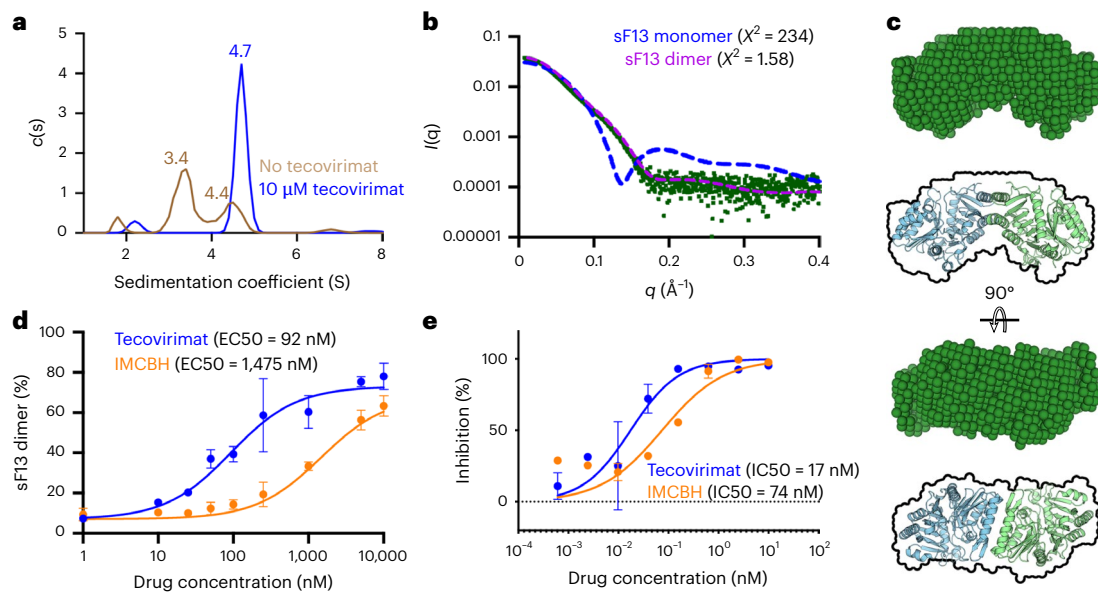 a
c(s)
5
4
3
2
1
0
4.7
3.4
4.4
No tecovirimat
10 µM tecovirimat
2
4
6
8
Sedimentation coefficient (S)
b
I(q)
0.1
0.01
0.001
0.0001
0.00001
sF13 monomer (X² = 234)
sF13 dimer (X² = 1.58)
0
0.1
0.2
0.3
0.4
q (Å⁻¹)
c
90°
d
sF13 dimer (%)
100
80
60
40
20
0
Tecovirimat (EC50 = 92 nM)
IMCBH (EC50 = 1,475 nM)
1
10
100
1,000
10,000
Drug concentration (nM)
e
Inhibition (%)
100
50
0
Tecovirimat (IC50 = 17 nM)
IMCBH (IC50 = 74 nM)
10⁻⁴
10⁻³
10⁻²
10⁻¹
10⁰
10¹
10²
Drug concentration (nM)